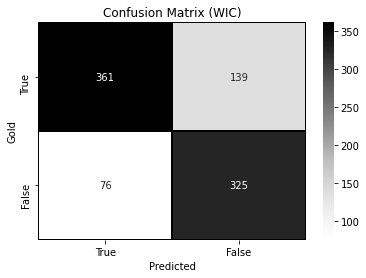 Confusion Matrix (WIC)
True
361
139
350
300
250
200
150
100
Gold
False
76
325
True
False
Predicted